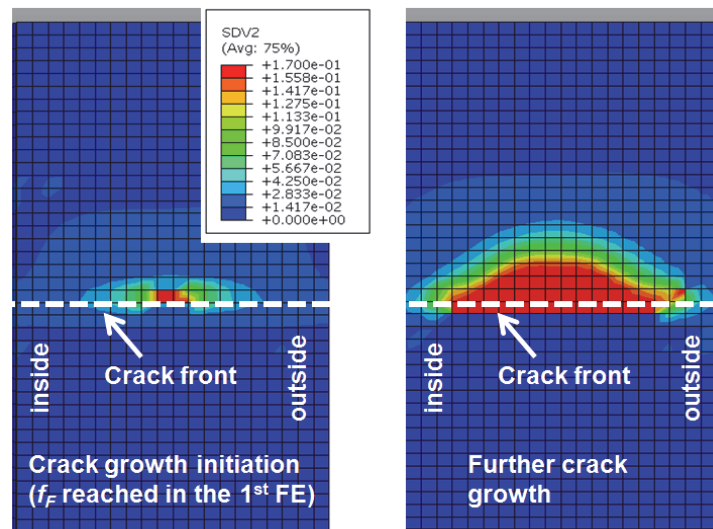 SDV2
(Avg: 75%)
+1.700e-01
+1.558e-01
+1.417e-01
+1.275e-01
+1.133e-01
+9.917e-02
+8.500e-02
+7.083e-02
+5.667e-02
+4.250e-02
+2.833e-02
+1.417e-02
+0.000e+00
Crack front
inside
outside
Crack growth initiation
(fF reached in the 1st FE)
Crack front
inside
outside
Further crack
growth